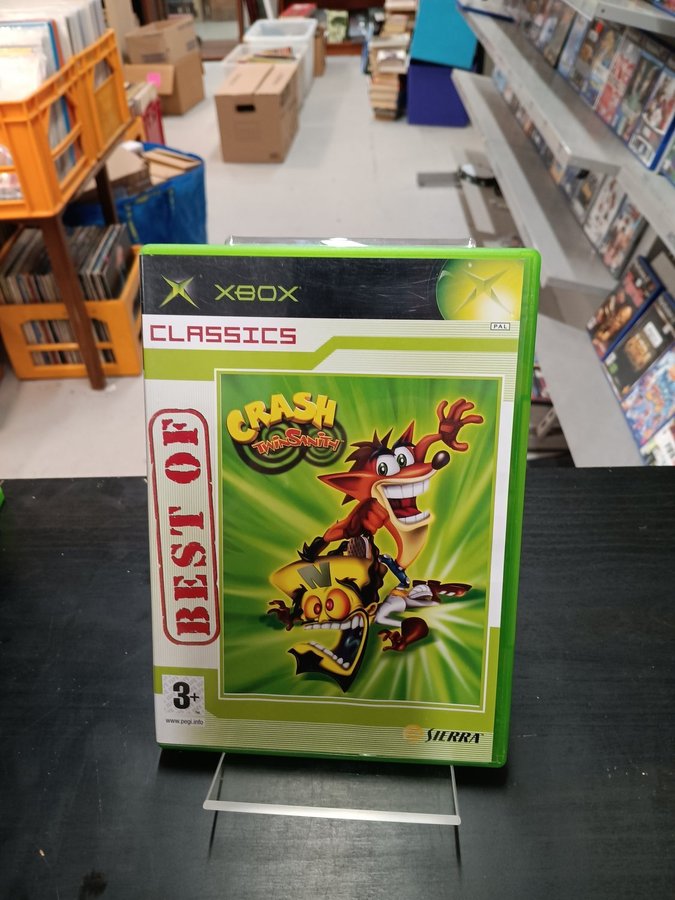 XBOX
PAL
CLASSICS
BEST OF
CRASH
TWINSANITY
N
3+
www.pegi.info
SIERRA